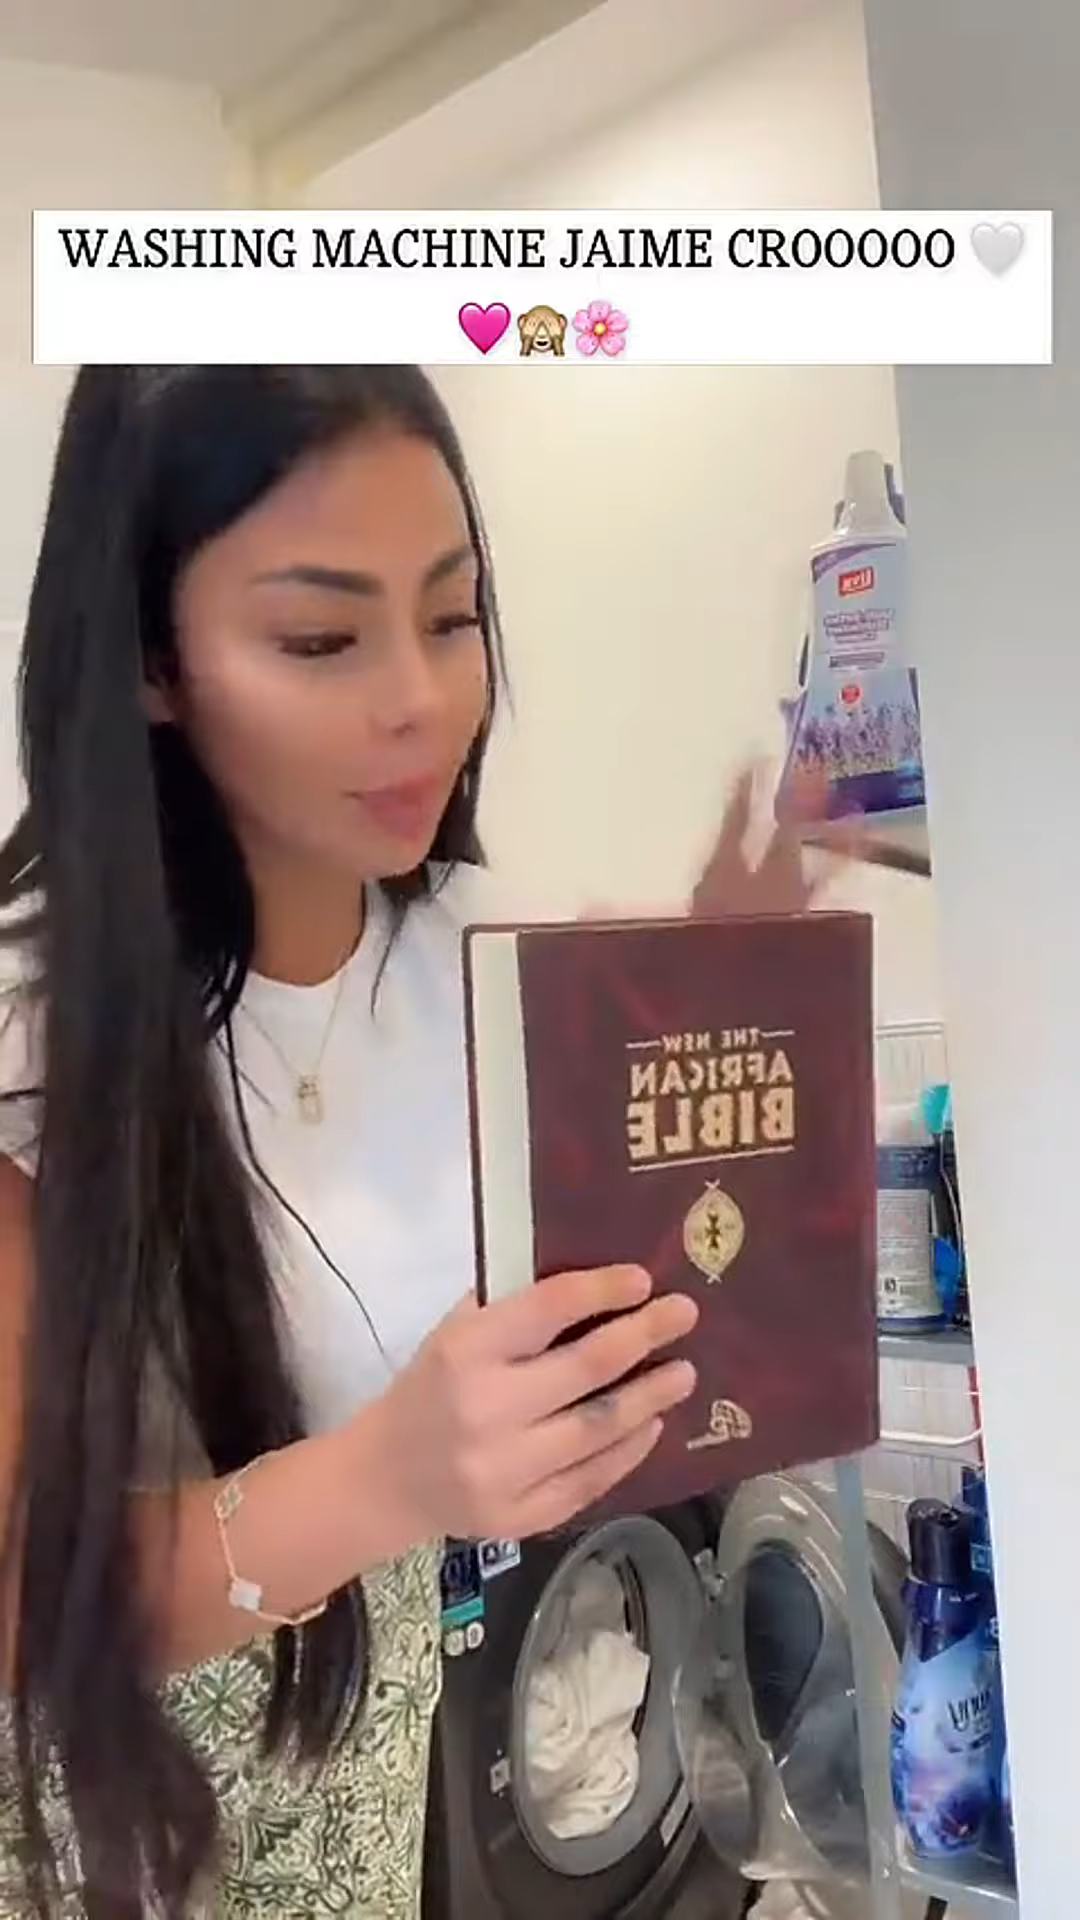 WASHING MACHINE JAIME CROOOOO 🤍
🩷🙈🌸
THE NEW
AFRICAN
BIBLE